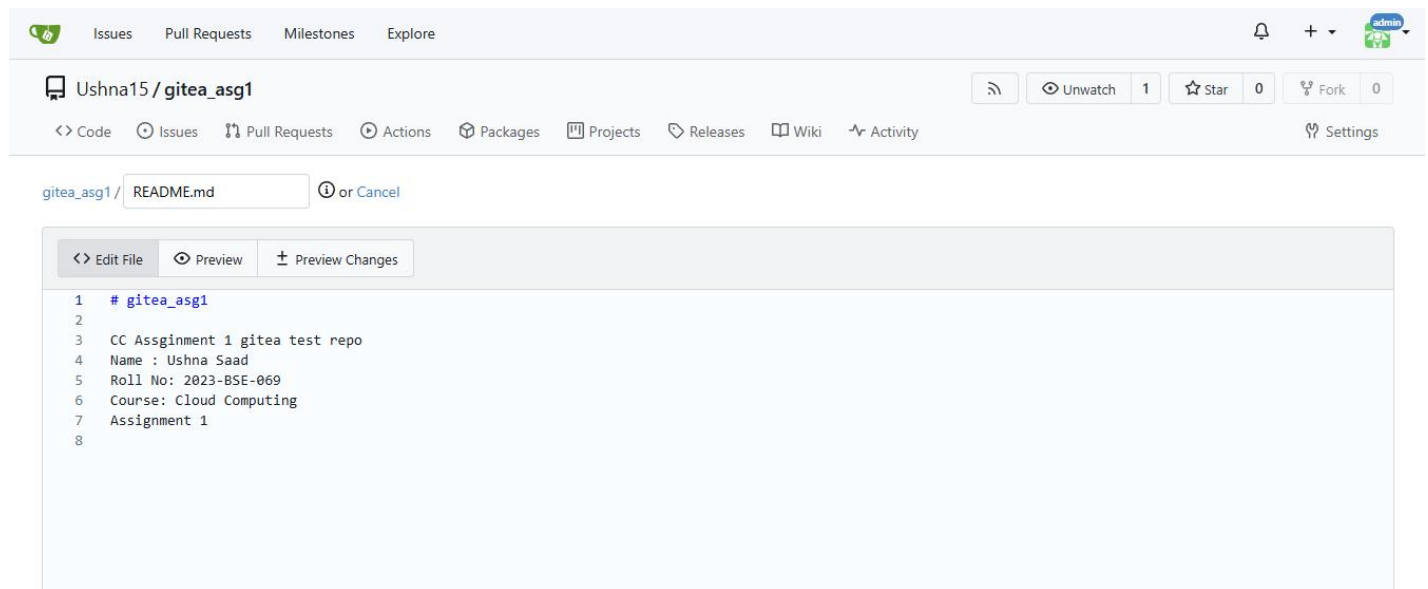 Issues Pull Requests Milestones Explore admin
Ushna15 / gitea_asg1 Unwatch 1 Star 0 Fork 0
<> Code Issues Pull Requests Actions Packages Projects Releases Wiki Activity Settings
gitea_asg1 / README.md or Cancel
<> Edit File Preview Preview Changes
1 # gitea_asg1
2
3 CC Assginment 1 gitea test repo
4 Name : Ushna Saad
5 Roll No: 2023-BSE-069
6 Course: Cloud Computing
7 Assignment 1
8